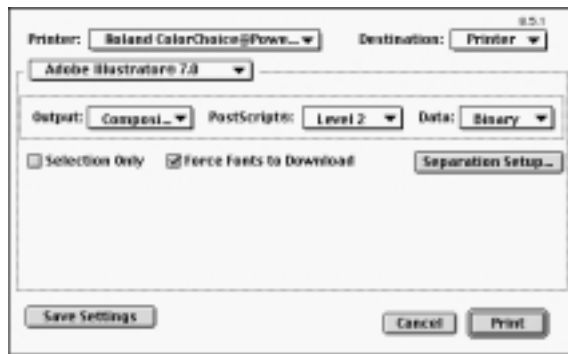 8.5.1
Printer: Roland ColorChoice@Powe... Destination: Printer
Adobe Illustrator® 7.0
Output: Composi... PostScript®: Level 2 Data: Binary
Selection Only Force Fonts to Download Separation Setup...
Save Settings Cancel Print